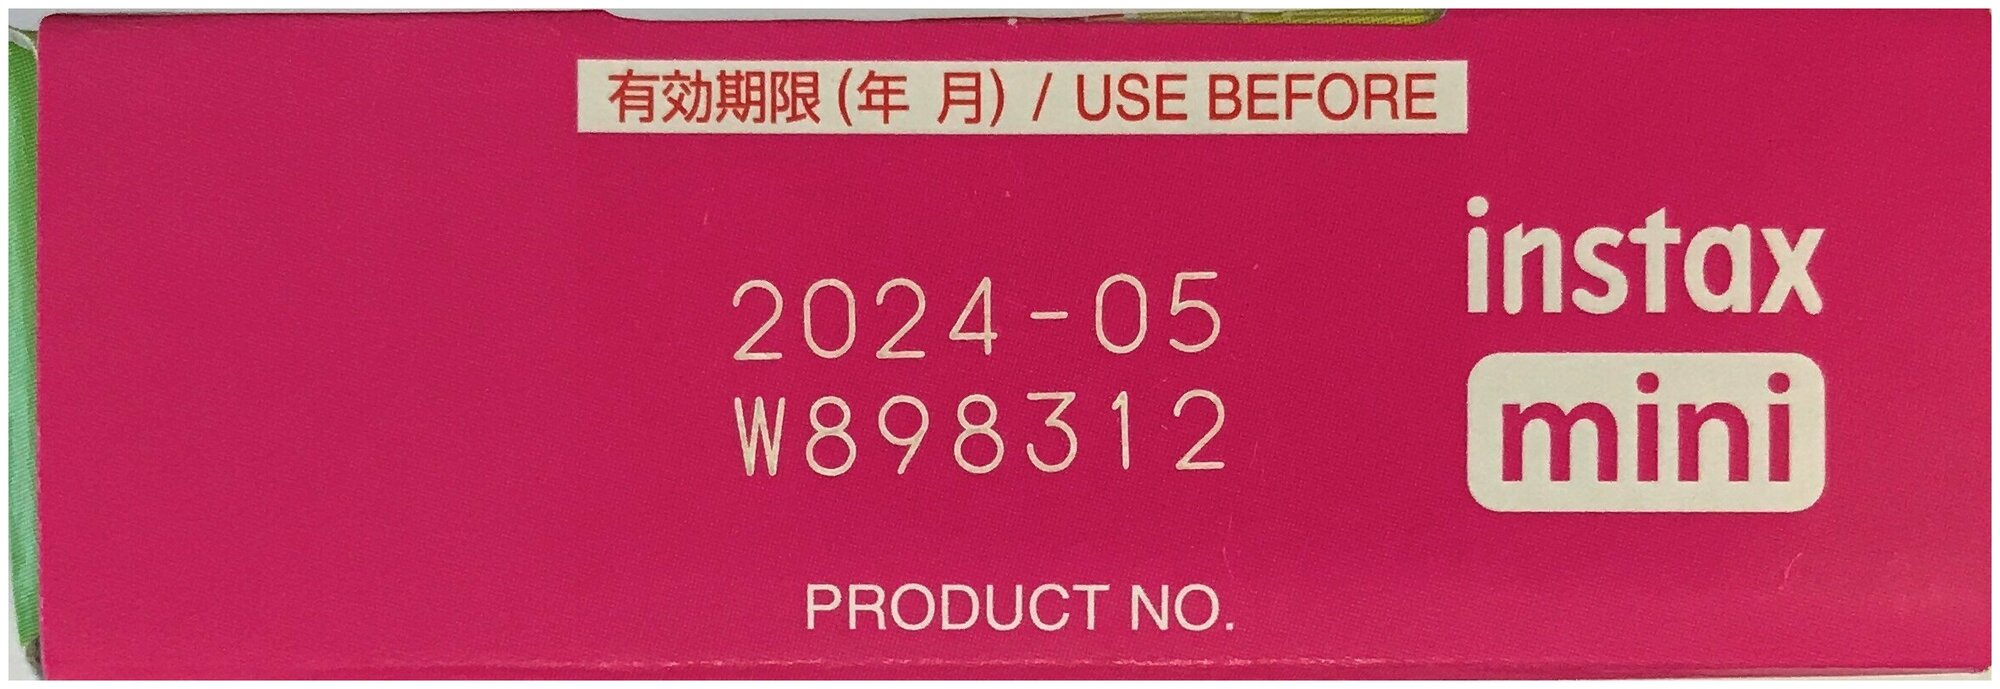 有効期限(年 月) / USE BEFORE
2024-05
W898312
PRODUCT NO.
instax
mini